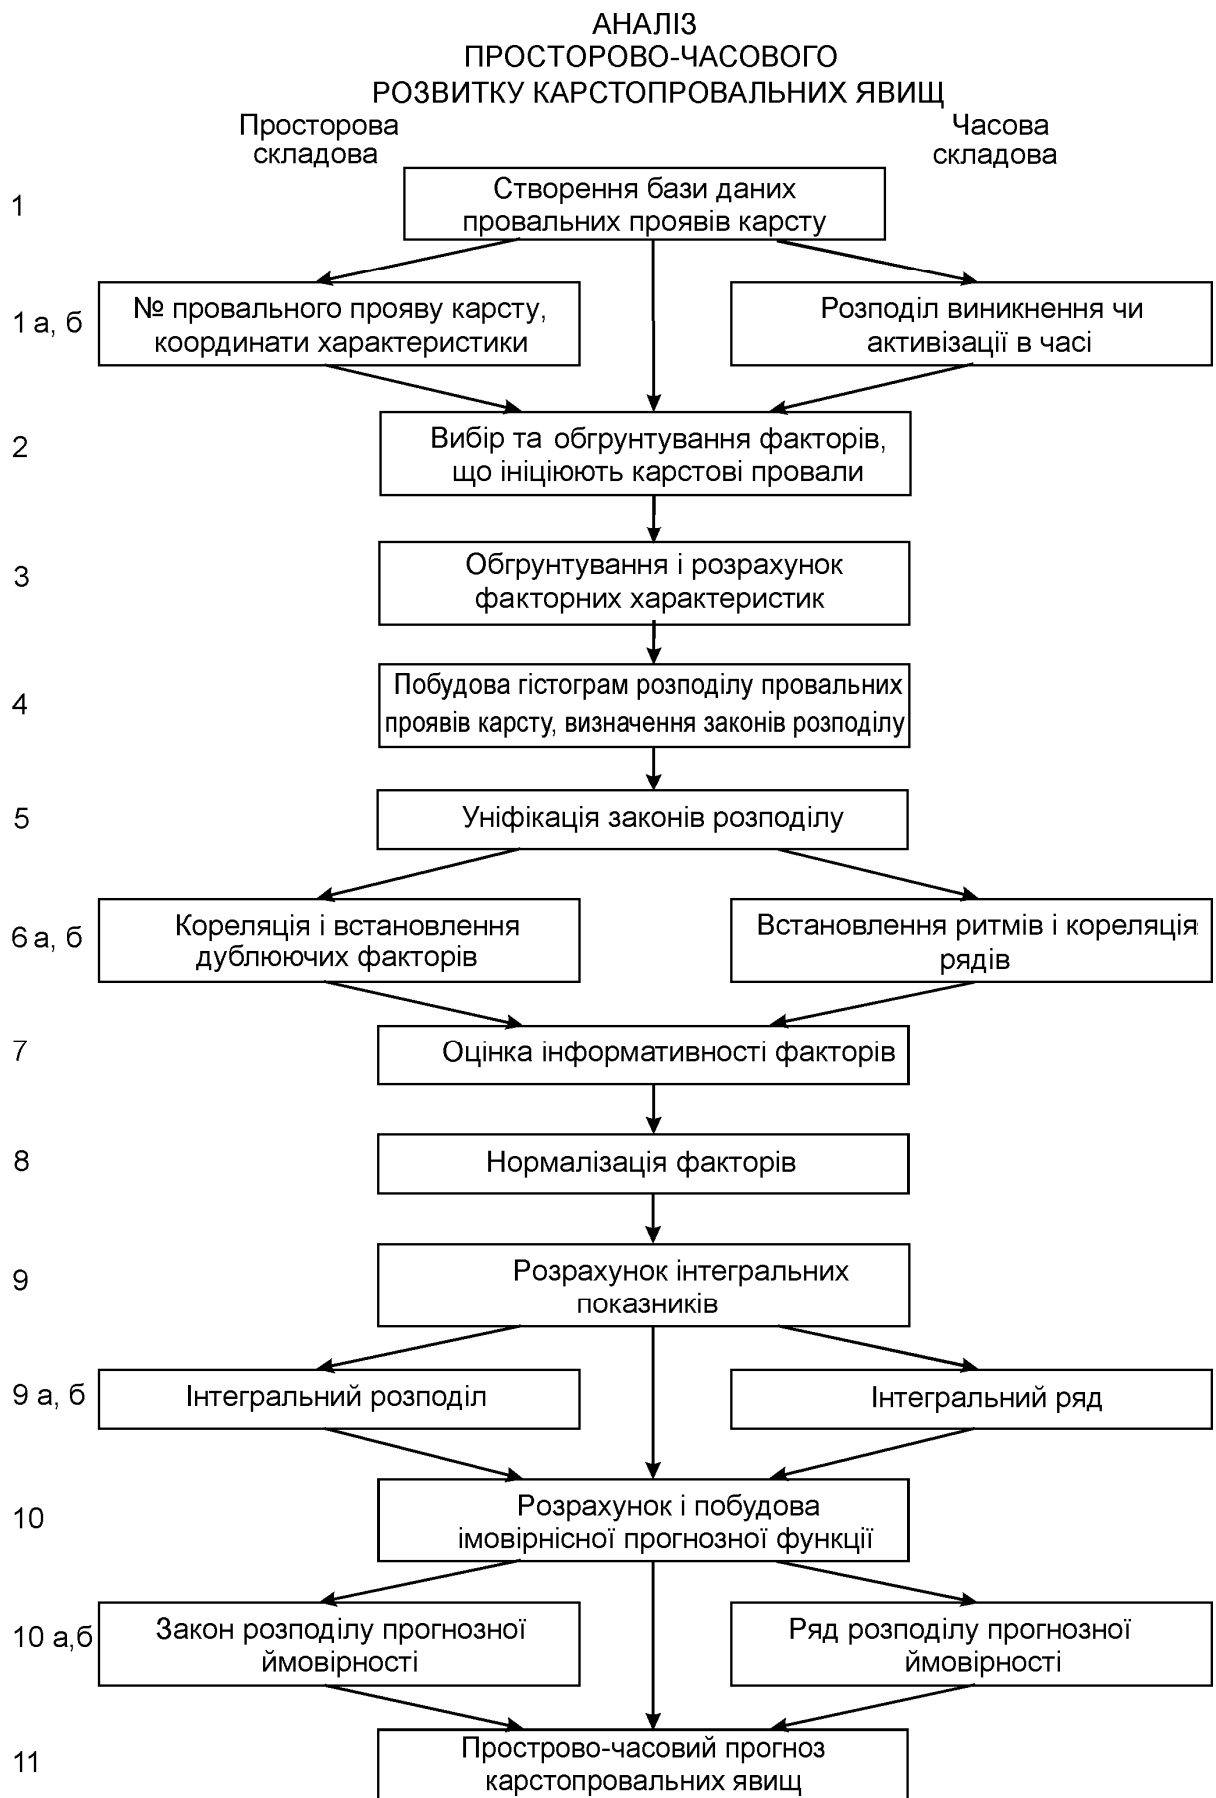 АНАЛІЗ
ПРОСТОРОВО-ЧАСОВОГО
РОЗВИТКУ КАРСТОПРОВАЛЬНИХ ЯВИЩ
Просторова
складова
Часова
складова
1
Створення бази даних
провальних проявів карсту
1 а, б
№ провального прояву карсту,
координати характеристики
Розподіл виникнення чи
активізації в часі
2
Вибір та обгрунтування факторів,
що ініціюють карстові провали
3
Обгрунтування і розрахунок
факторних характеристик
4
Побудова гістограм розподілу провальних
проявів карсту, визначення законів розподілу
5
Уніфікація законів розподілу
6 а, б
Кореляція і встановлення
дублюючих факторів
Встановлення ритмів і кореляція
рядів
7
Оцінка інформативності факторів
8
Нормалізація факторів
9
Розрахунок інтегральних
показників
9 а, б
Інтегральний розподіл
Інтегральний ряд
10
Розрахунок і побудова
імовірнісної прогнозної функції
10 а,б
Закон розподілу прогнозної
ймовірності
Ряд розподілу прогнозної
ймовірності
11
Прострово-часовий прогноз
карстопровальних явищ